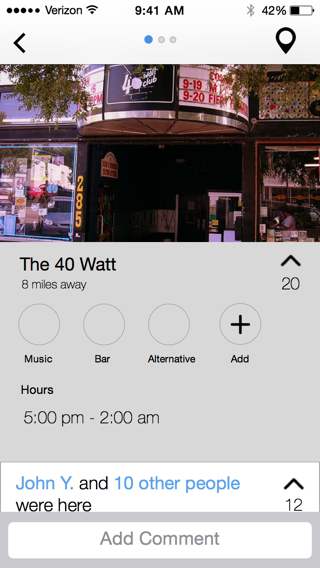 Verizon 9:41 AM 42%
40
watt
club
9-19
9-20 FIER
285
The 40 Watt
8 miles away
20
Music Bar Alternative Add
Hours
5:00 pm - 2:00 am
John Y. and 10 other people
were here
12
Add Comment